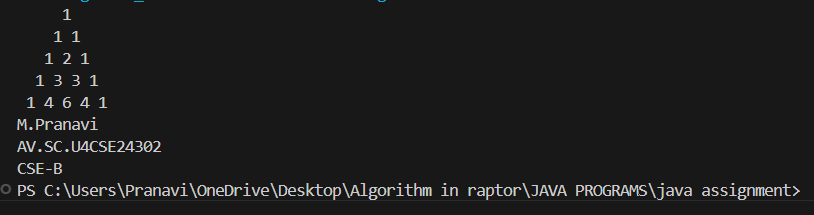 1
1 1
1 2 1
1 3 3 1
1 4 6 4 1
M.Pranavi
AV.SC.U4CSE24302
CSE-B
PS C:\Users\Pranavi\OneDrive\Desktop\Algorithm in raptor\JAVA PROGRAMS\java assignment>